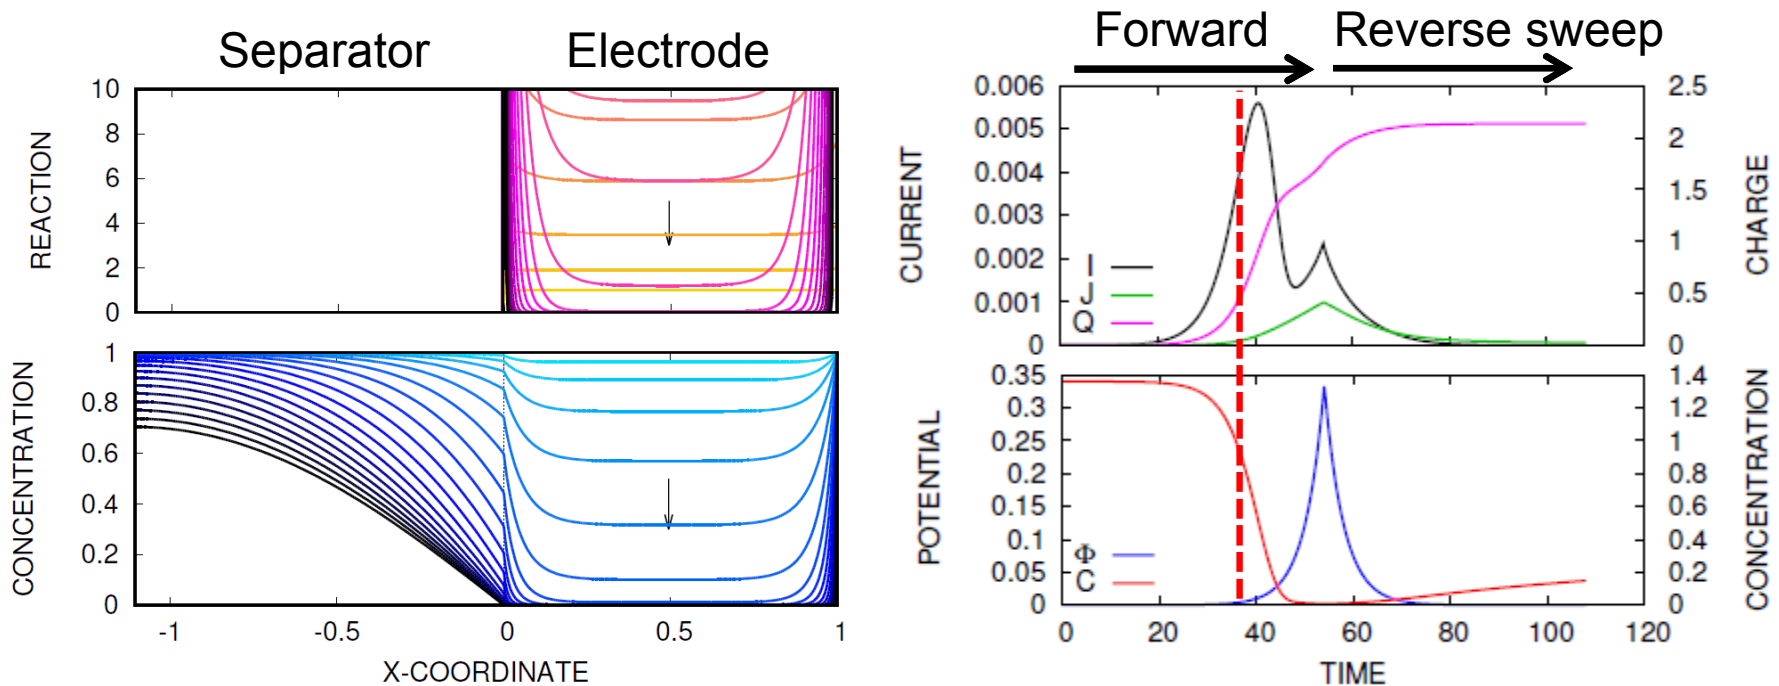 Separator Electrode
REACTION
10
8
6
4
2
0
CONCENTRATION
1
0.8
0.6
0.4
0.2
0
-1 -0.5 0 0.5 1
X-COORDINATE
Forward Reverse sweep
CURRENT
0.006
0.005
0.004
0.003
0.002
0.001
0
I
J
Q
2.5
2
1.5
1
0.5
0
CHARGE
POTENTIAL
0.35
0.3
0.25
0.2
0.15
0.1
0.05
0
Φ
C
1.4
1.2
1
0.8
0.6
0.4
0.2
0
CONCENTRATION
0 20 40 60 80 100 120
TIME